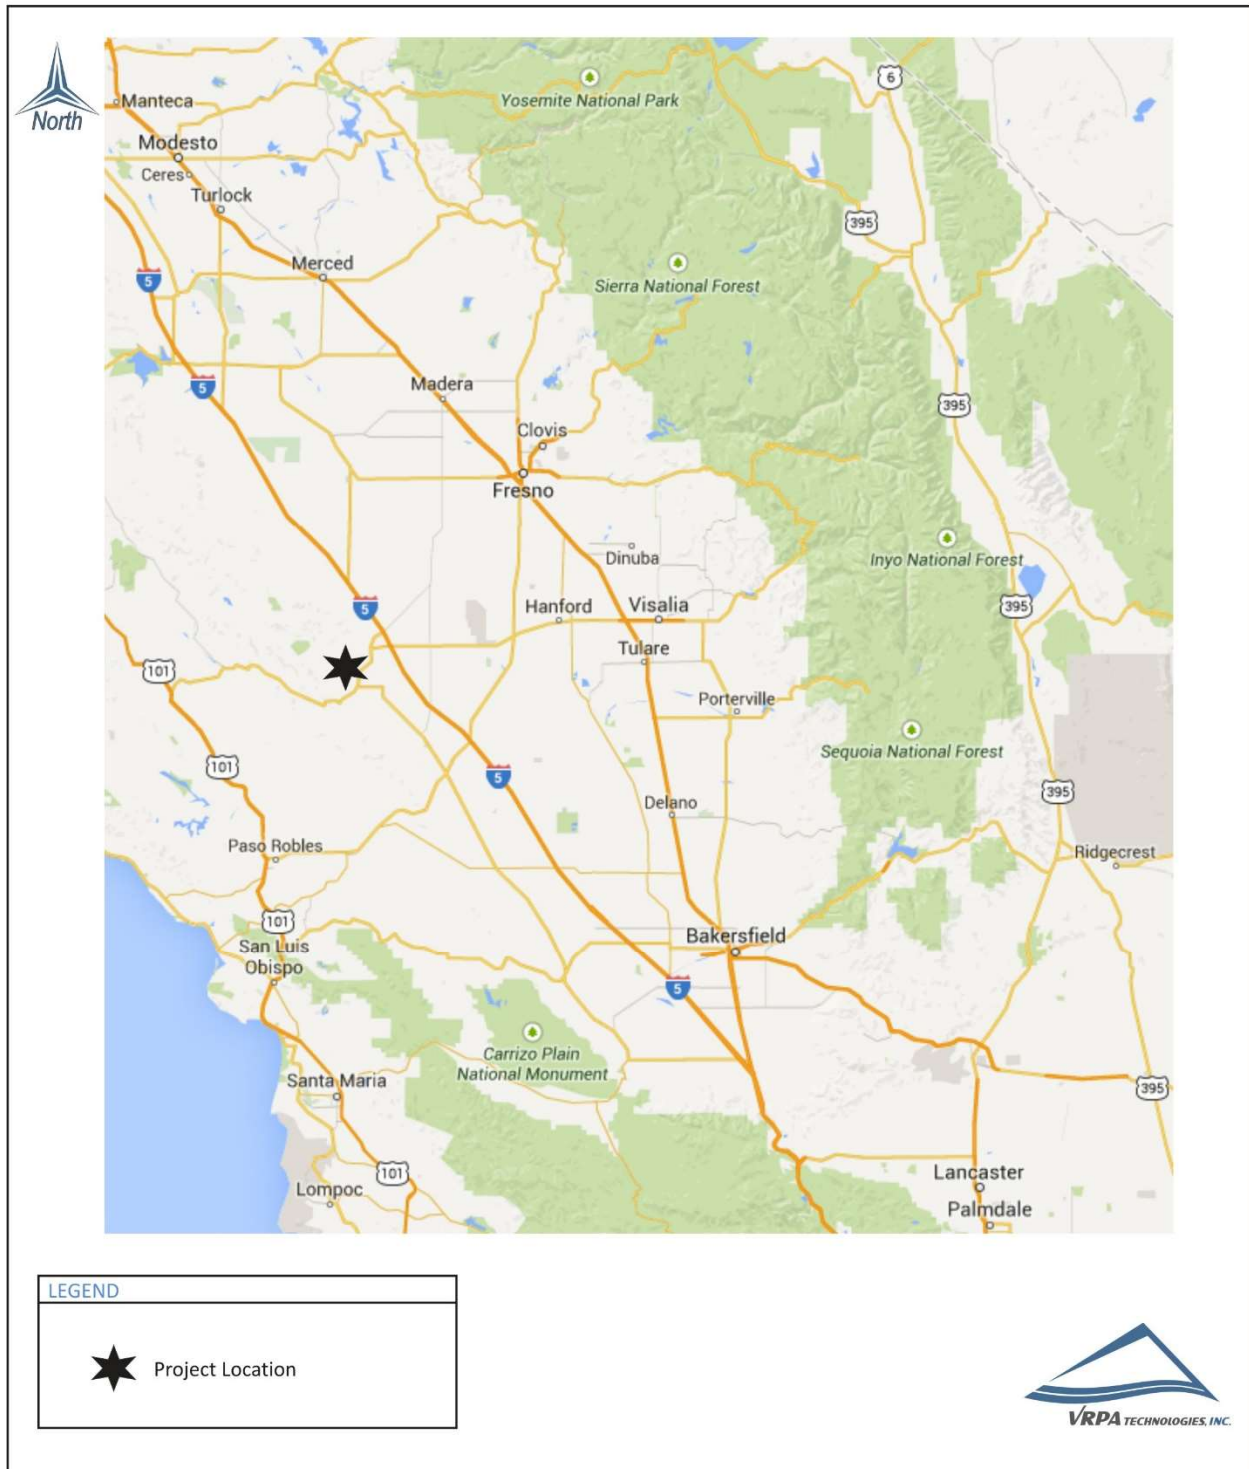 North
Yosemite National Park
6
Manteca
Modesto
Ceres
Turlock
395
Merced
5
Sierra National Forest
5
Madera
395
Clovis
Fresno
Dinuba
Inyo National Forest
5
Hanford
Visalia
395
Tulare
101
Porterville
Sequoia National Forest
101
5
395
Delano
Paso Robles
Ridgecrest
101
San Luis
Obispo
Bakersfield
5
Carrizo Plain
National Monument
Santa Maria
395
101
Lancaster
Lompoc
Palmdale
LEGEND
Project Location
VRPA TECHNOLOGIES, INC.